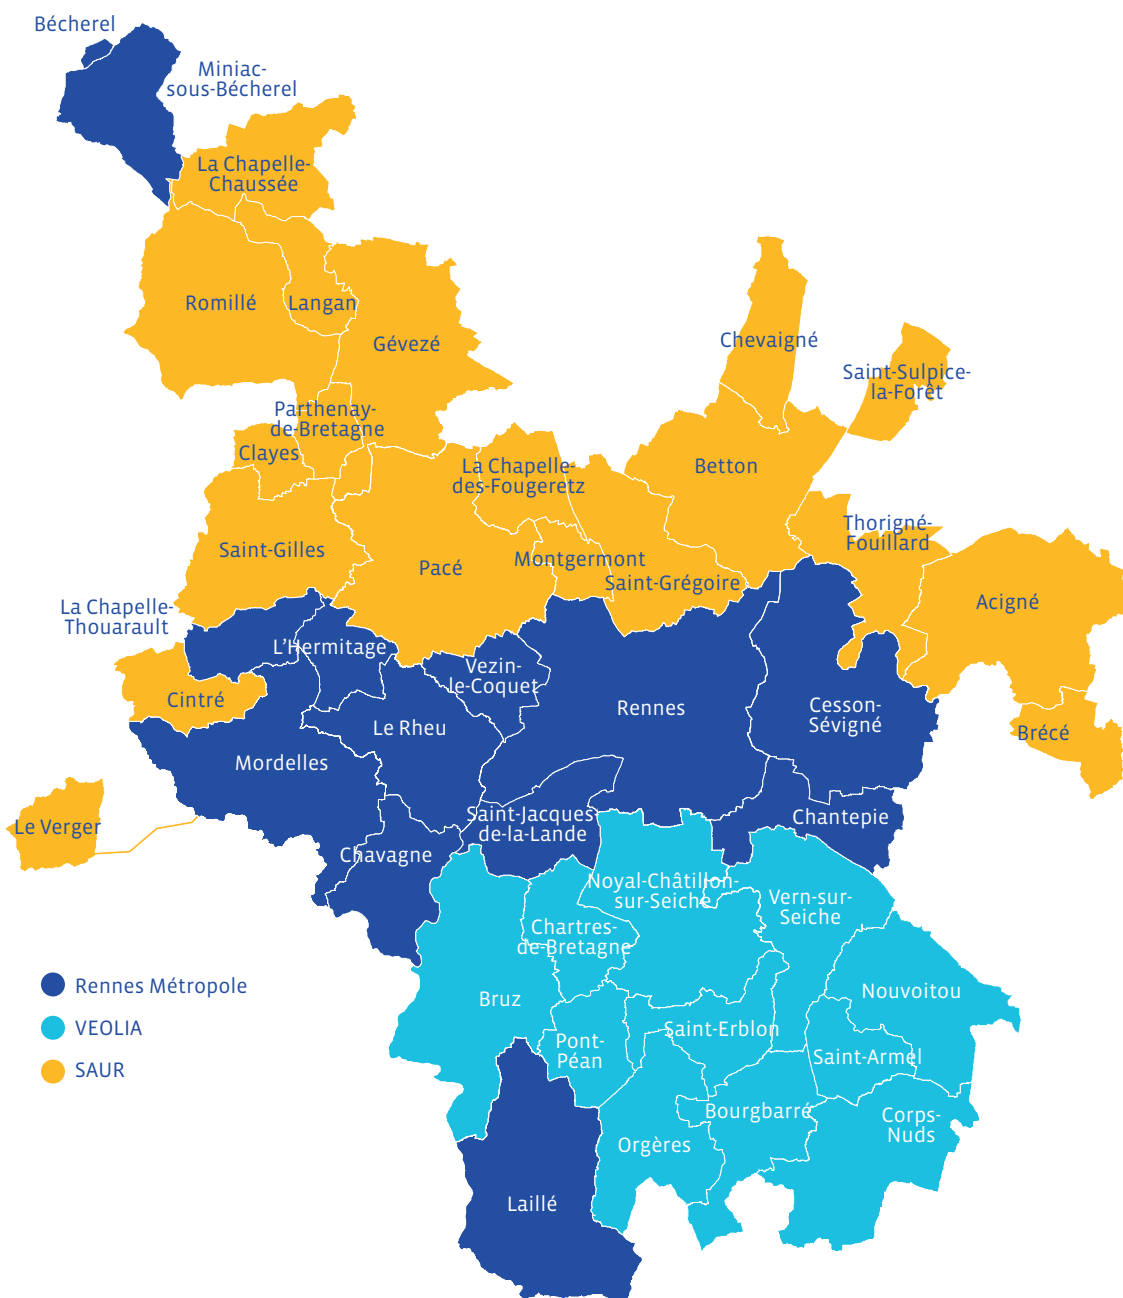 Bécherel
Miniac-
sous-Bécherel
La Chapelle-
Chaussée
Romillé
Langan
Gévezé
Chevaigné
Saint-Sulpice-
la-Forêt
Parthenay-
de-Bretagne
Clayes
La Chapelle-
des-Fougeretz
Betton
Saint-Gilles
Pacé
Montgermont
Saint-Grégoire
Thorigné-
Fouillard
Acigné
La Chapelle-
Thouarault
L'Hermitage
Vezin-
le-Coquet
Cintré
Le Rheu
Rennes
Cesson-
Sévigné
Brécé
Mordelles
Le Verger
Saint-Jacques-
de-la-Lande
Chantepie
Chavagne
Noyal-Châtillon-
sur-Seiche
Vern-sur-
Seiche
Chartres-
de-Bretagne
Bruz
Nouvoitou
Rennes Métropole
VEOLIA
SAUR
Pont-
Péan
Saint-Erblon
Saint-Armel
Bourgbarré
Corps-
Nuds
Orgères
Laillé